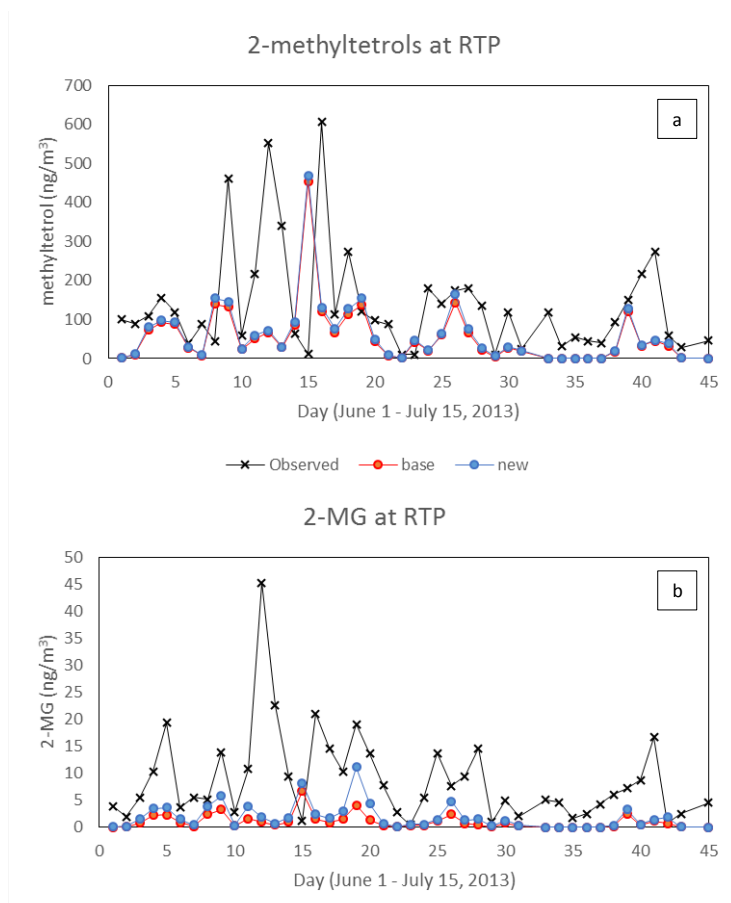 2-methyltetrols at RTP
a
700
600
500
400
300
200
100
0
methyltetrol (ng/m³)
0 5 10 15 20 25 30 35 40 45
Day (June 1 - July 15, 2013)
Observed base new
2-MG at RTP
b
50
45
40
35
30
25
20
15
10
5
0
2-MG (ng/m³)
0 5 10 15 20 25 30 35 40 45
Day (June 1 - July 15, 2013)